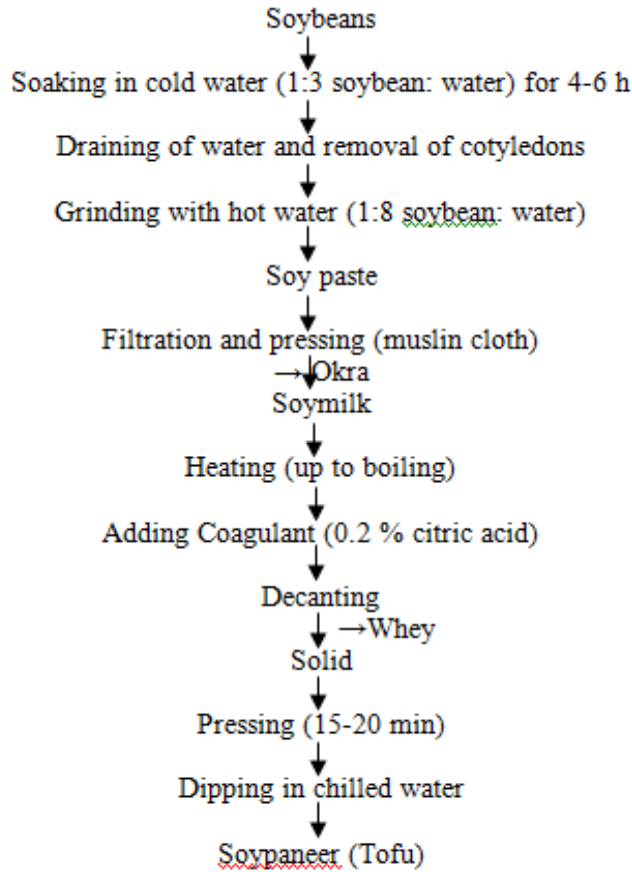 Soybeans
Soaking in cold water (1:3 soybean: water) for 4-6 h
Draining of water and removal of cotyledons
Grinding with hot water (1:8 soybean: water)
Soy paste
Filtration and pressing (muslin cloth)
→ Okra
Soymilk
Heating (up to boiling)
Adding Coagulant (0.2 % citric acid)
Decanting
→Whey
Solid
Pressing (15-20 min)
Dipping in chilled water
Soypaneer (Tofu)